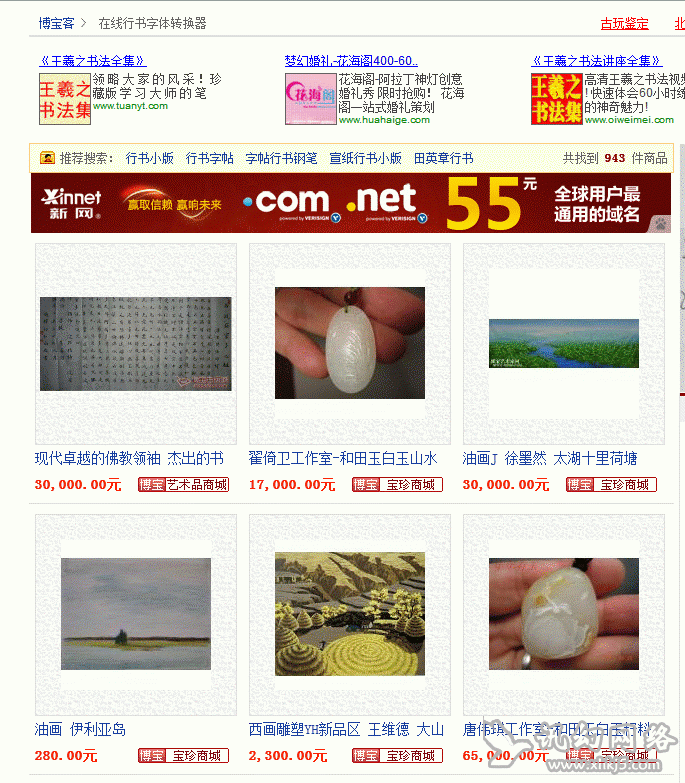 博宝客 > 在线行书字体转换器
古玩鉴定
《王羲之书法全集》
王羲之
书法集
领略大家的风采！珍
藏版学习大师的笔
www.tuanyt.com
梦幻婚礼-花海阁400-60..
花海阁
花海阁-阿拉丁神灯创意
婚礼秀 限时抢购！花海
阁一站式婚礼策划
www.huahaige.com
《王羲之书法讲座全集》
王羲之
书法集
高清王羲之书法视频
!快速体会60小时练
的神奇魅力!
www.oiweimei.com
推荐搜索： 行书小版 行书字帖 字帖行书钢笔 宣纸行书小版 田英章行书
共找到 943 件商品
Xinnet
新网
赢取信赖 赢响未来
.com
powered by VERISIGN
.net
powered by VERISIGN
55元
全球用户最
通用的域名
现代卓越的佛教领袖 杰出的书
30,000.00元
博宝 艺术品商城
翟倚卫工作室-和田玉白玉山水
17,000.00元
博宝 宝珍商城
油画J 徐墨然 太湖十里荷塘
30,000.00元
博宝 宝珍商城
油画 伊利亚岛
280.00元
博宝 宝珍商城
西画雕塑YH新品区 王维德 大山
2,300.00元
博宝 宝珍商城
唐伟琪工作室-和田玉白玉籽料
65,000.00元
博宝 宝珍商城
www.xnkj5.com